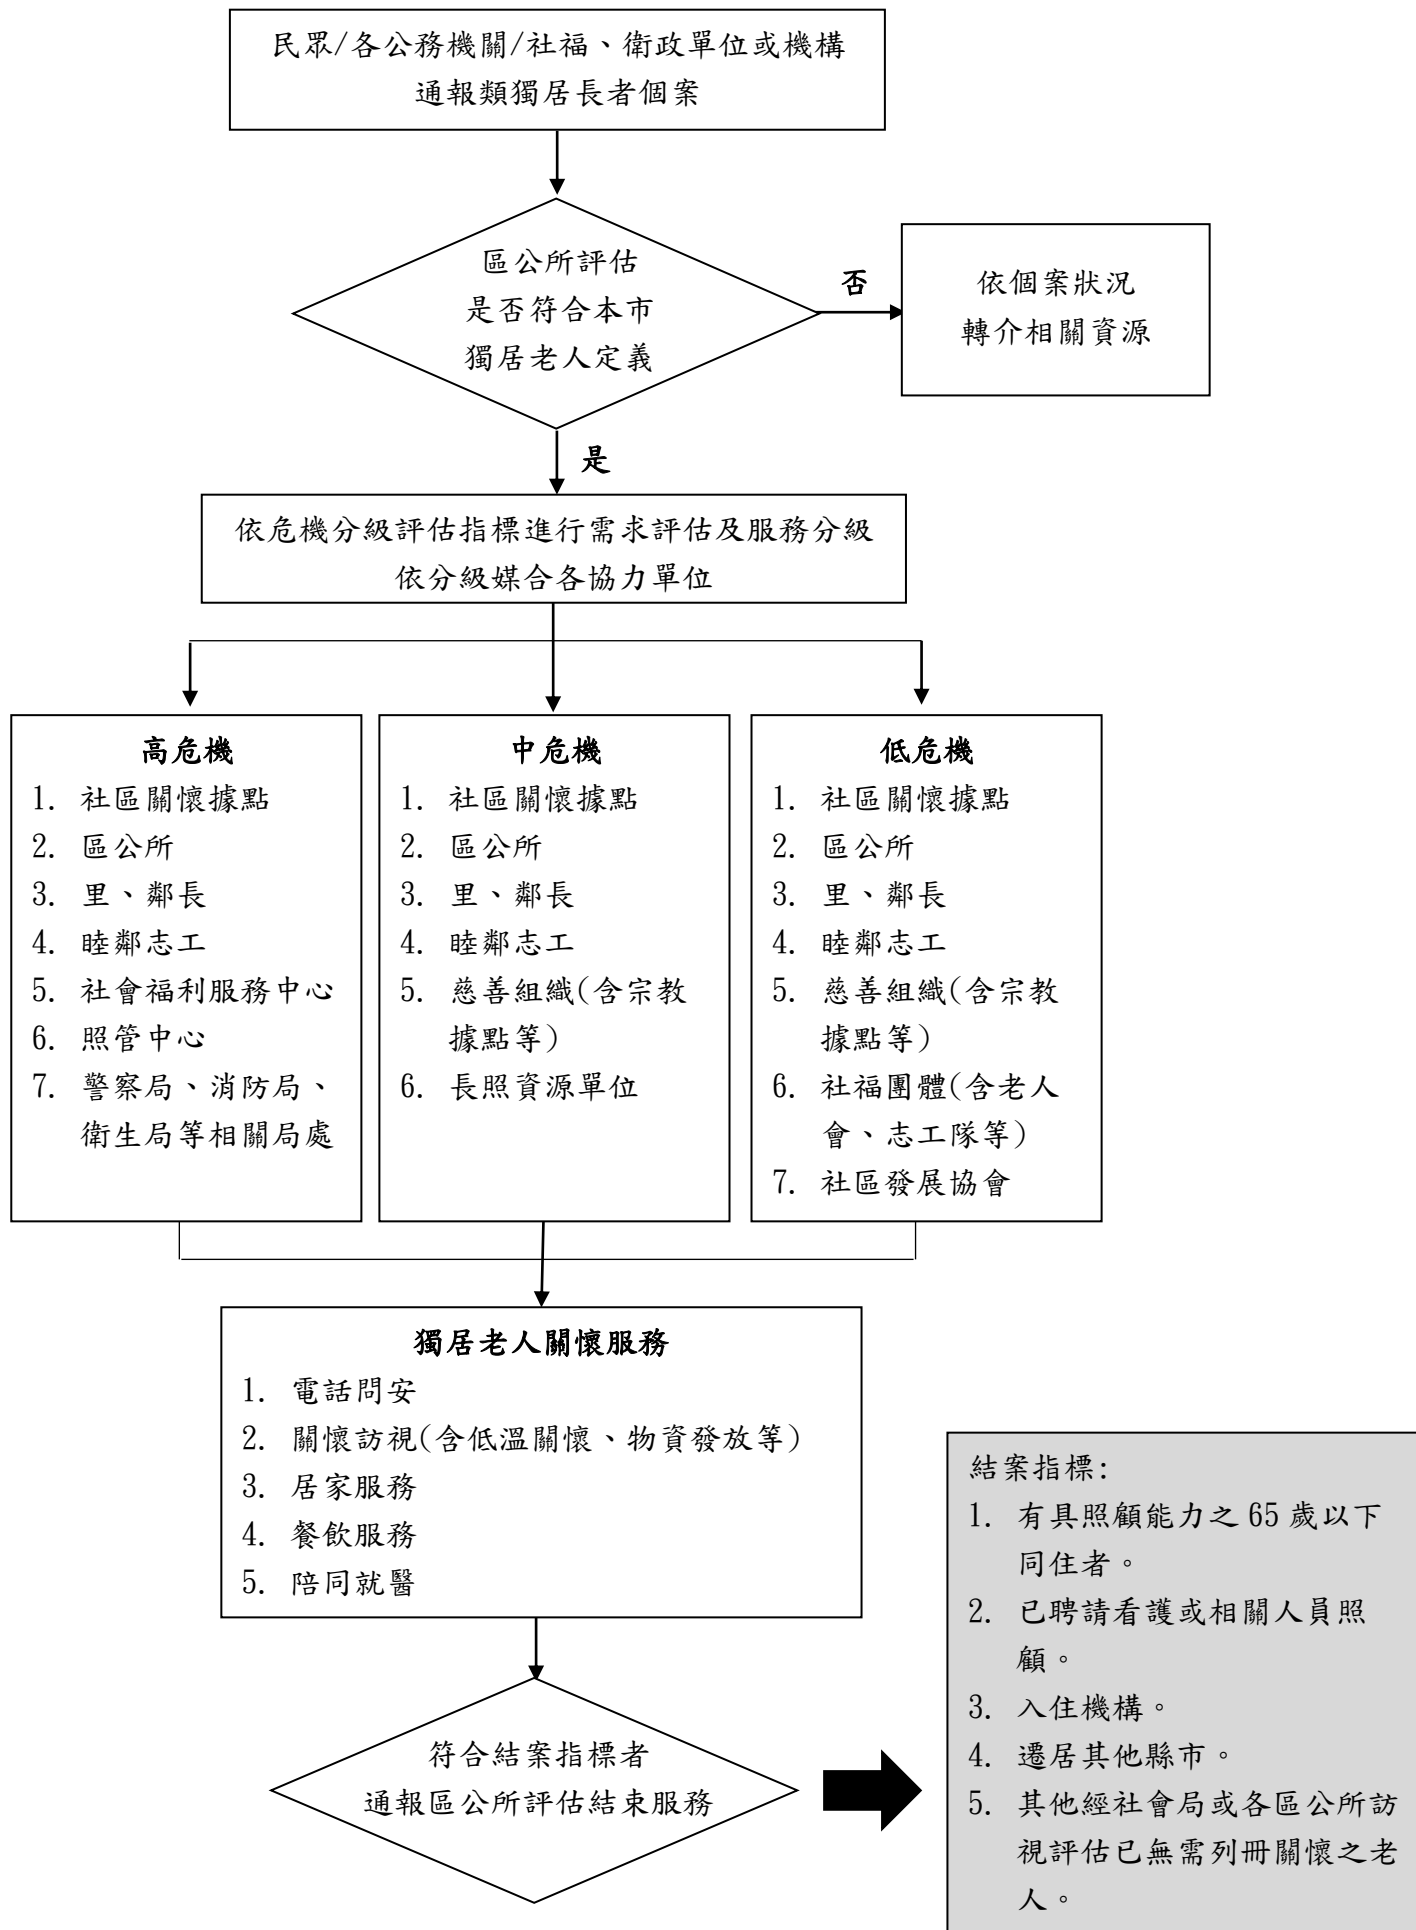 民眾/各公務機關/社福、衛政單位或機構
通報類獨居長者個案
區公所評估
是否符合本市
獨居老人定義
否
依個案狀況
轉介相關資源
是
依危機分級評估指標進行需求評估及服務分級
依分級媒合各協力單位
高危機
1. 社區關懷據點
2. 區公所
3. 里、鄰長
4. 睦鄰志工
5. 社會福利服務中心
6. 照管中心
7. 警察局、消防局、
衛生局等相關局處
中危機
1. 社區關懷據點
2. 區公所
3. 里、鄰長
4. 睦鄰志工
5. 慈善組織(含宗教
據點等)
6. 長照資源單位
低危機
1. 社區關懷據點
2. 區公所
3. 里、鄰長
4. 睦鄰志工
5. 慈善組織(含宗教
據點等)
6. 社福團體(含老人
會、志工隊等)
7. 社區發展協會
獨居老人關懷服務
1. 電話問安
2. 關懷訪視(含低溫關懷、物資發放等)
3. 居家服務
4. 餐飲服務
5. 陪同就醫
符合結案指標者
通報區公所評估結束服務
結案指標:
1. 有具照顧能力之 65 歲以下
同住者。
2. 已聘請看護或相關人員照
顧。
3. 入住機構。
4. 遷居其他縣市。
5. 其他經社會局或各區公所訪
視評估已無需列冊關懷之老
人。